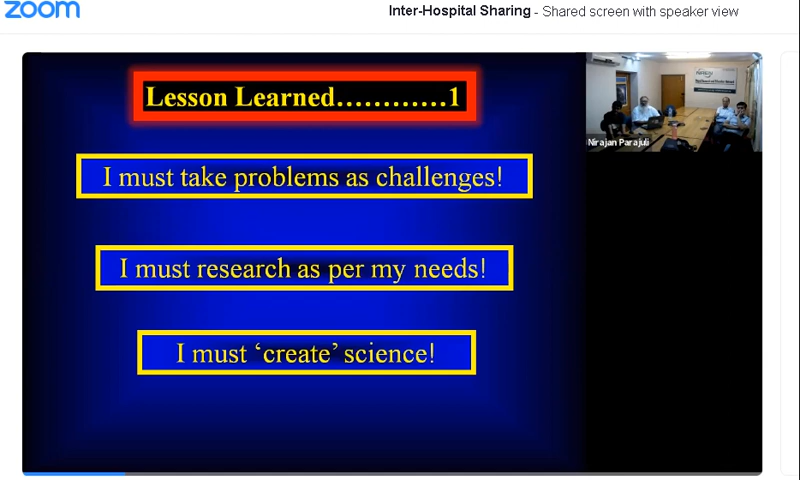 zoom
Inter-Hospital Sharing - Shared screen with speaker view
Lesson Learned............1
I must take problems as challenges!
I must research as per my needs!
I must ‘create’ science!
Nirajan Parajuli